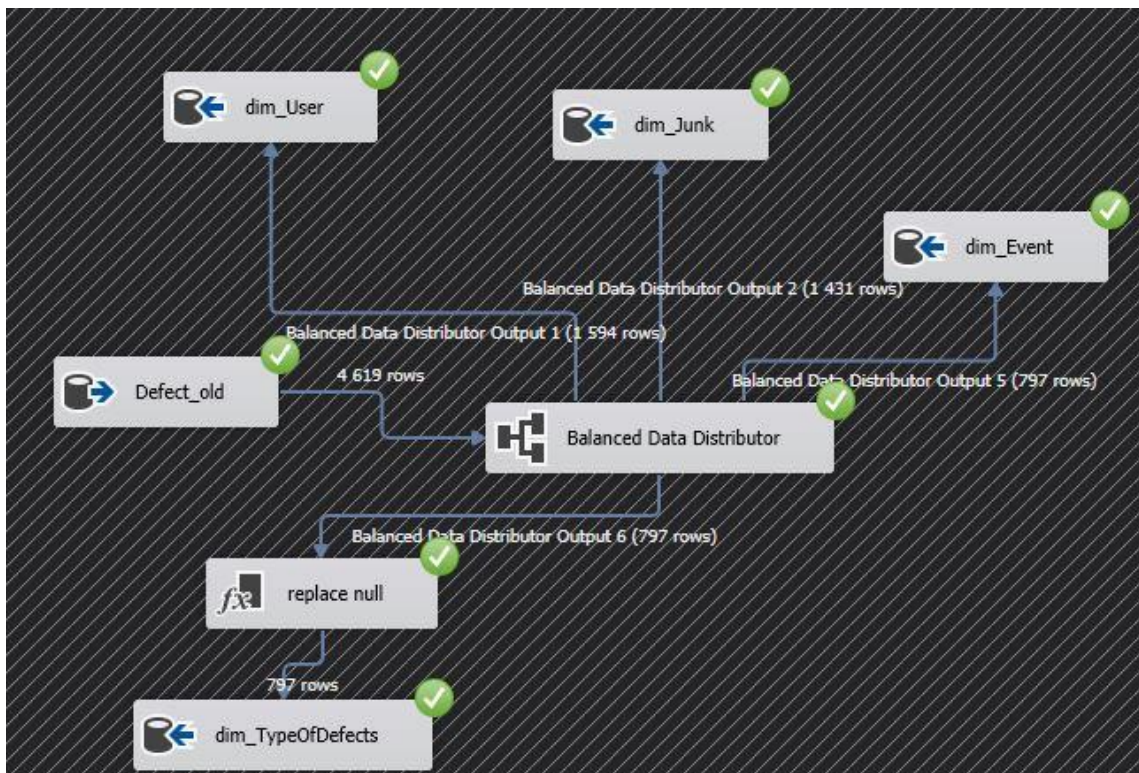 dim_User
dim_Junk
dim_Event
Balanced Data Distributor Output 2 (1 431 rows)
Balanced Data Distributor Output 1 (1 594 rows)
4 619 rows
Balanced Data Distributor Output 5 (797 rows)
Defect_old
Balanced Data Distributor
Balanced Data Distributor Output 6 (797 rows)
fx
replace null
797 rows
dim_TypeOfDefects